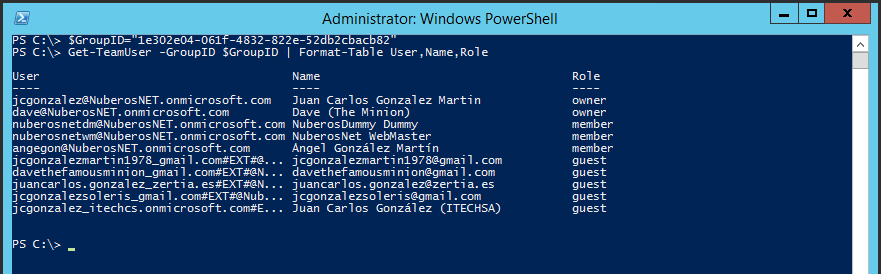 Administrator: Windows PowerShell
PS C:\> $GroupID="1e302e04-061f-4832-822e-52db2cbacb82"
PS C:\> Get-TeamUser -GroupID $GroupID | Format-Table User,Name,Role
User Name Role
---- ---- ----
jcgonzalez@NuberosNET.onmicrosoft.com Juan Carlos Gonzalez Martin owner
dave@NuberosNET.onmicrosoft.com Dave (The Minion) owner
nuberosnetdm@NuberosNET.onmicrosoft.com NuberosDummy Dummy member
nuberosnetwm@NuberosNET.onmicrosoft.com NuberosNet WebMaster member
angegon@NuberosNET.onmicrosoft.com Ángel González Martín member
jcgonzalezmartin1978_gmail.com#EXT#@... jcgonzalezmartin1978@gmail.com guest
davethefamousminion_gmail.com#EXT#@N... davethefamousminion@gmail.com guest
juancarlos.gonzalez_zertia.es#EXT#@N... juancarlos.gonzalez@zertia.es guest
jcgonzalezsoleris_gmail.com#EXT#@Nub... jcgonzalezsoleris@gmail.com guest
jcgonzalez_itechcs.onmicrosoft.com#E... Juan Carlos González (ITECHSA) guest
PS C:\>